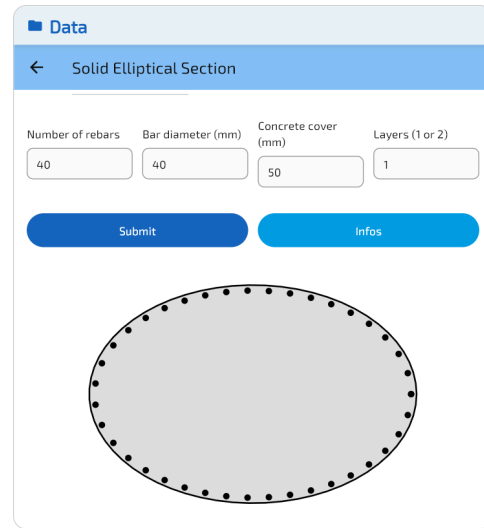 Data
Solid Elliptical Section
Number of rebars
Bar diameter (mm)
Concrete cover
(mm)
Layers (1 or 2)
40
40
50
1
Submit
Infos